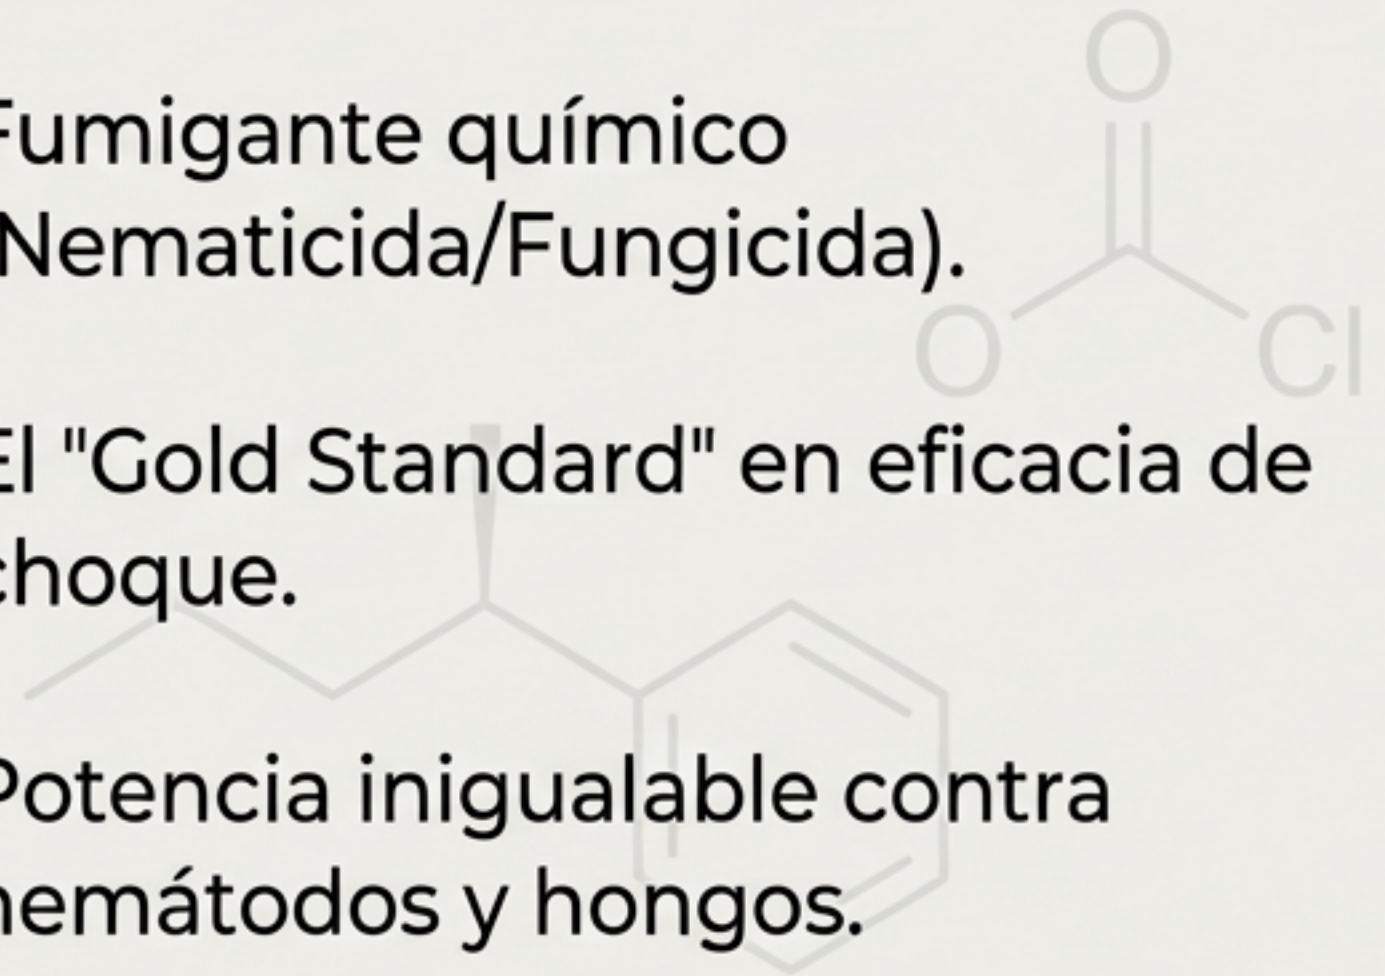 Fumigante químico
Nematicida/Fungicida).
El "Gold Standard" en eficacia de
choque.
Potencia inigualable contra
nemátodos y hongos.
O
O
Cl